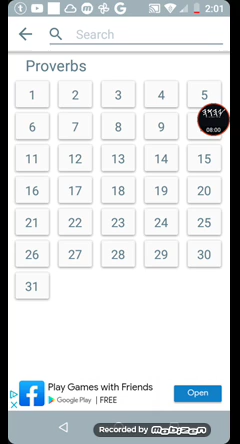 2:01
Search
Proverbs
1 2 3 4 5
6 7 8 9
08:00
11 12 13 14 15
16 17 18 19 20
21 22 23 24 25
26 27 28 29 30
31
Play Games with Friends
Google Play | FREE
Open
Recorded by Mobizen